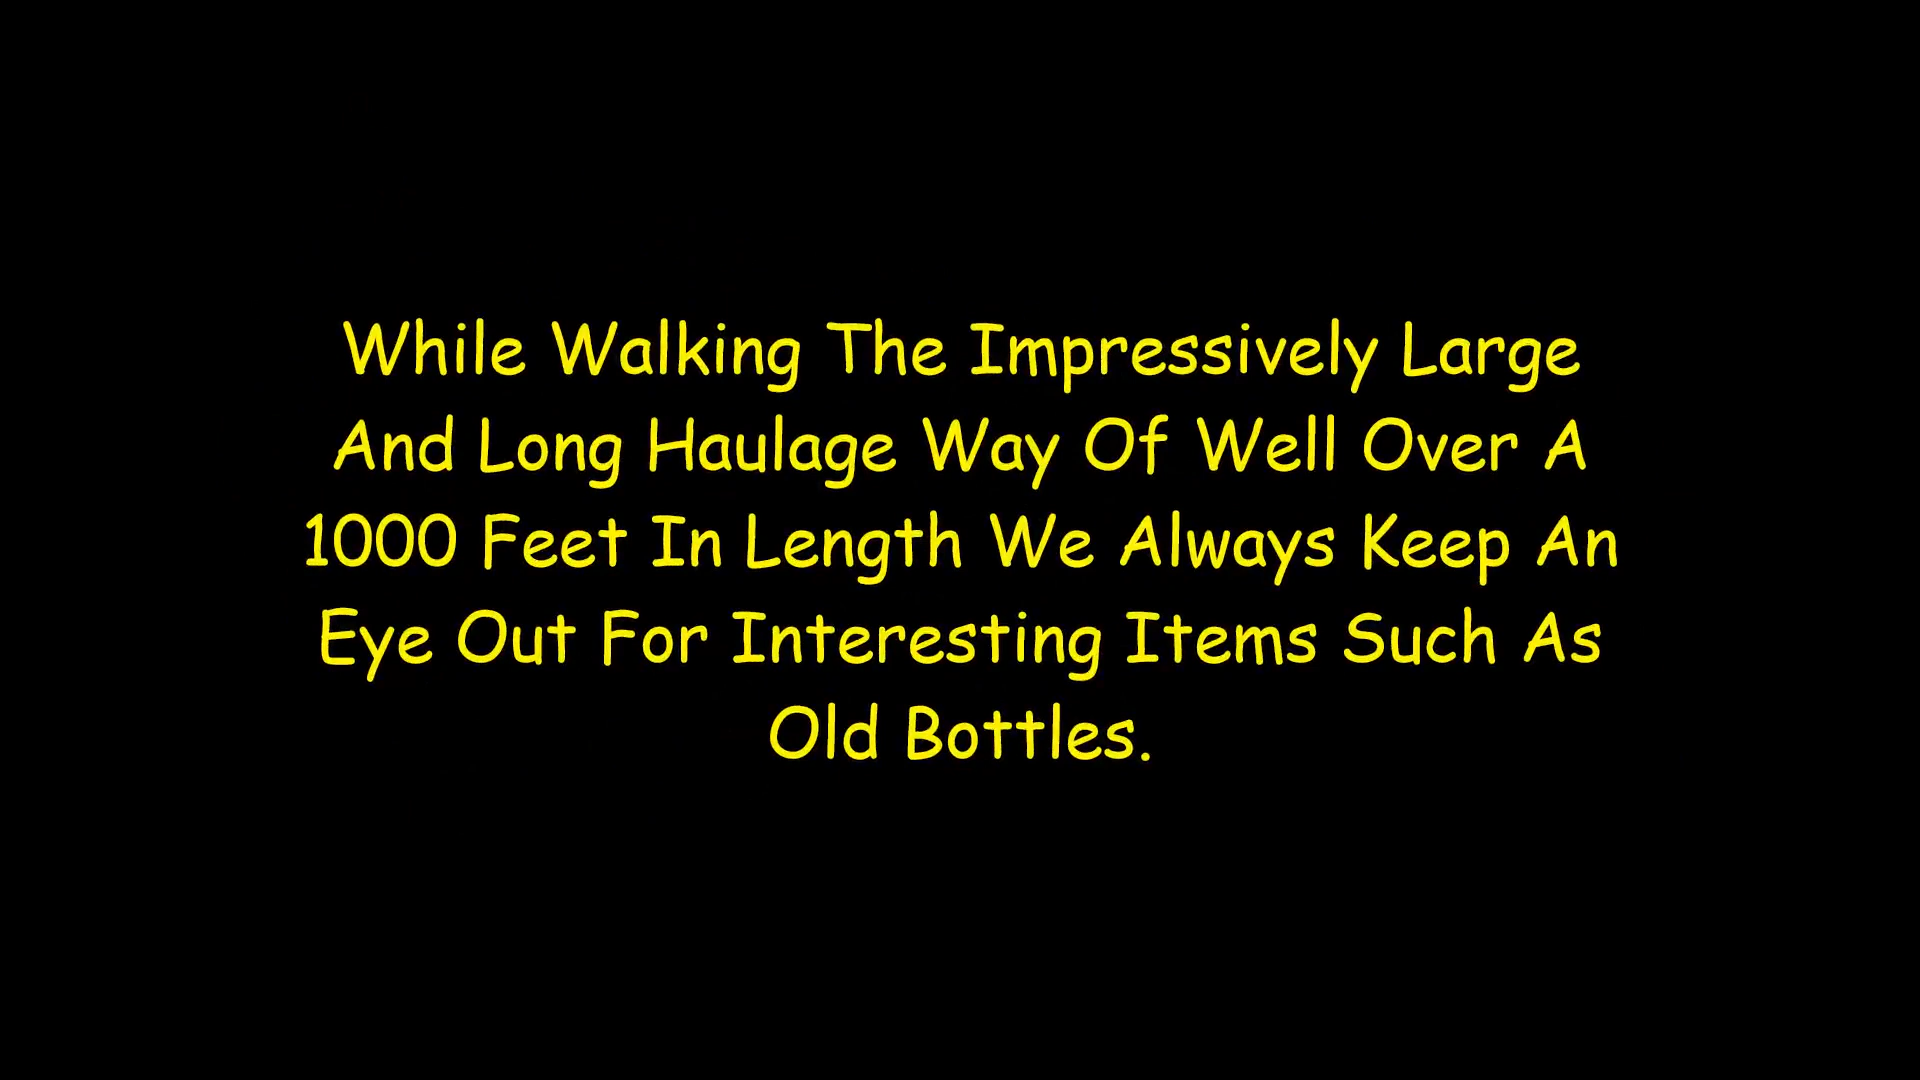 While Walking The Impressively Large
And Long Haulage Way Of Well Over A
1000 Feet In Length We Always Keep An
Eye Out For Interesting Items Such As
Old Bottles.